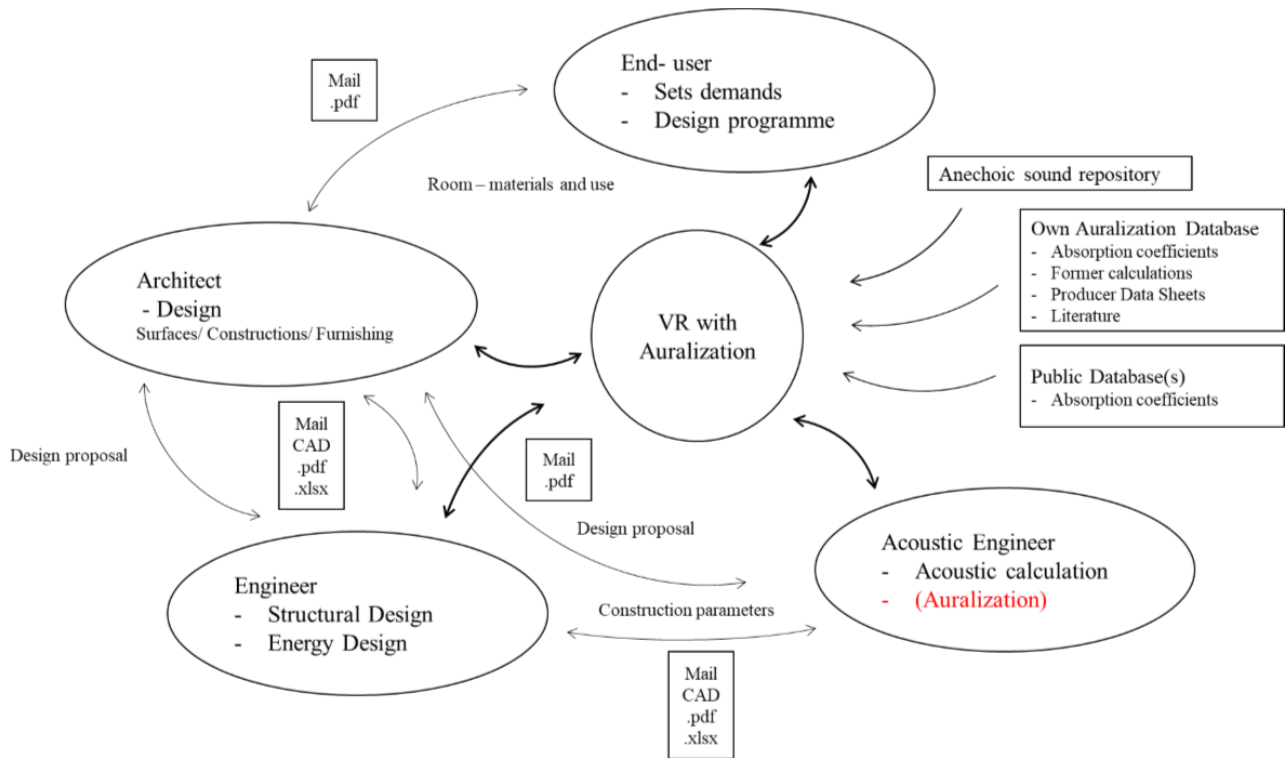 End- user
- Sets demands
- Design programme
Mail
.pdf
Room – materials and use
Anechoic sound repository
Own Auralization Database
- Absorption coefficients
- Former calculations
- Producer Data Sheets
- Literature
Architect
- Design
Surfaces/ Constructions/ Furnishing
VR with
Auralization
Public Database(s)
- Absorption coefficients
Design proposal
Mail
CAD
.pdf
.xlsx
Mail
.pdf
Design proposal
Acoustic Engineer
- Acoustic calculation
- (Auralization)
Engineer
- Structural Design
- Energy Design
Construction parameters
Mail
CAD
.pdf
.xlsx